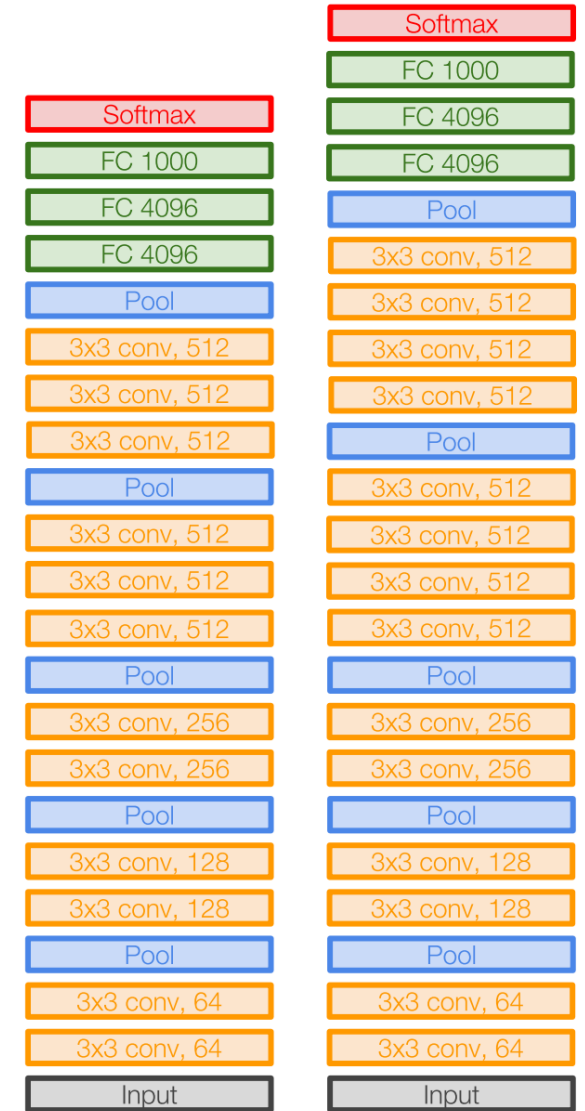 Softmax
FC 1000
FC 4096
FC 4096
Pool
3x3 conv, 512
3x3 conv, 512
3x3 conv, 512
Pool
3x3 conv, 512
3x3 conv, 512
3x3 conv, 512
Pool
3x3 conv, 256
3x3 conv, 256
Pool
3x3 conv, 128
3x3 conv, 128
Pool
3x3 conv, 64
3x3 conv, 64
Input
Softmax
FC 1000
FC 4096
FC 4096
Pool
3x3 conv, 512
3x3 conv, 512
3x3 conv, 512
3x3 conv, 512
Pool
3x3 conv, 512
3x3 conv, 512
3x3 conv, 512
3x3 conv, 512
Pool
3x3 conv, 256
3x3 conv, 256
Pool
3x3 conv, 128
3x3 conv, 128
Pool
3x3 conv, 64
3x3 conv, 64
Input